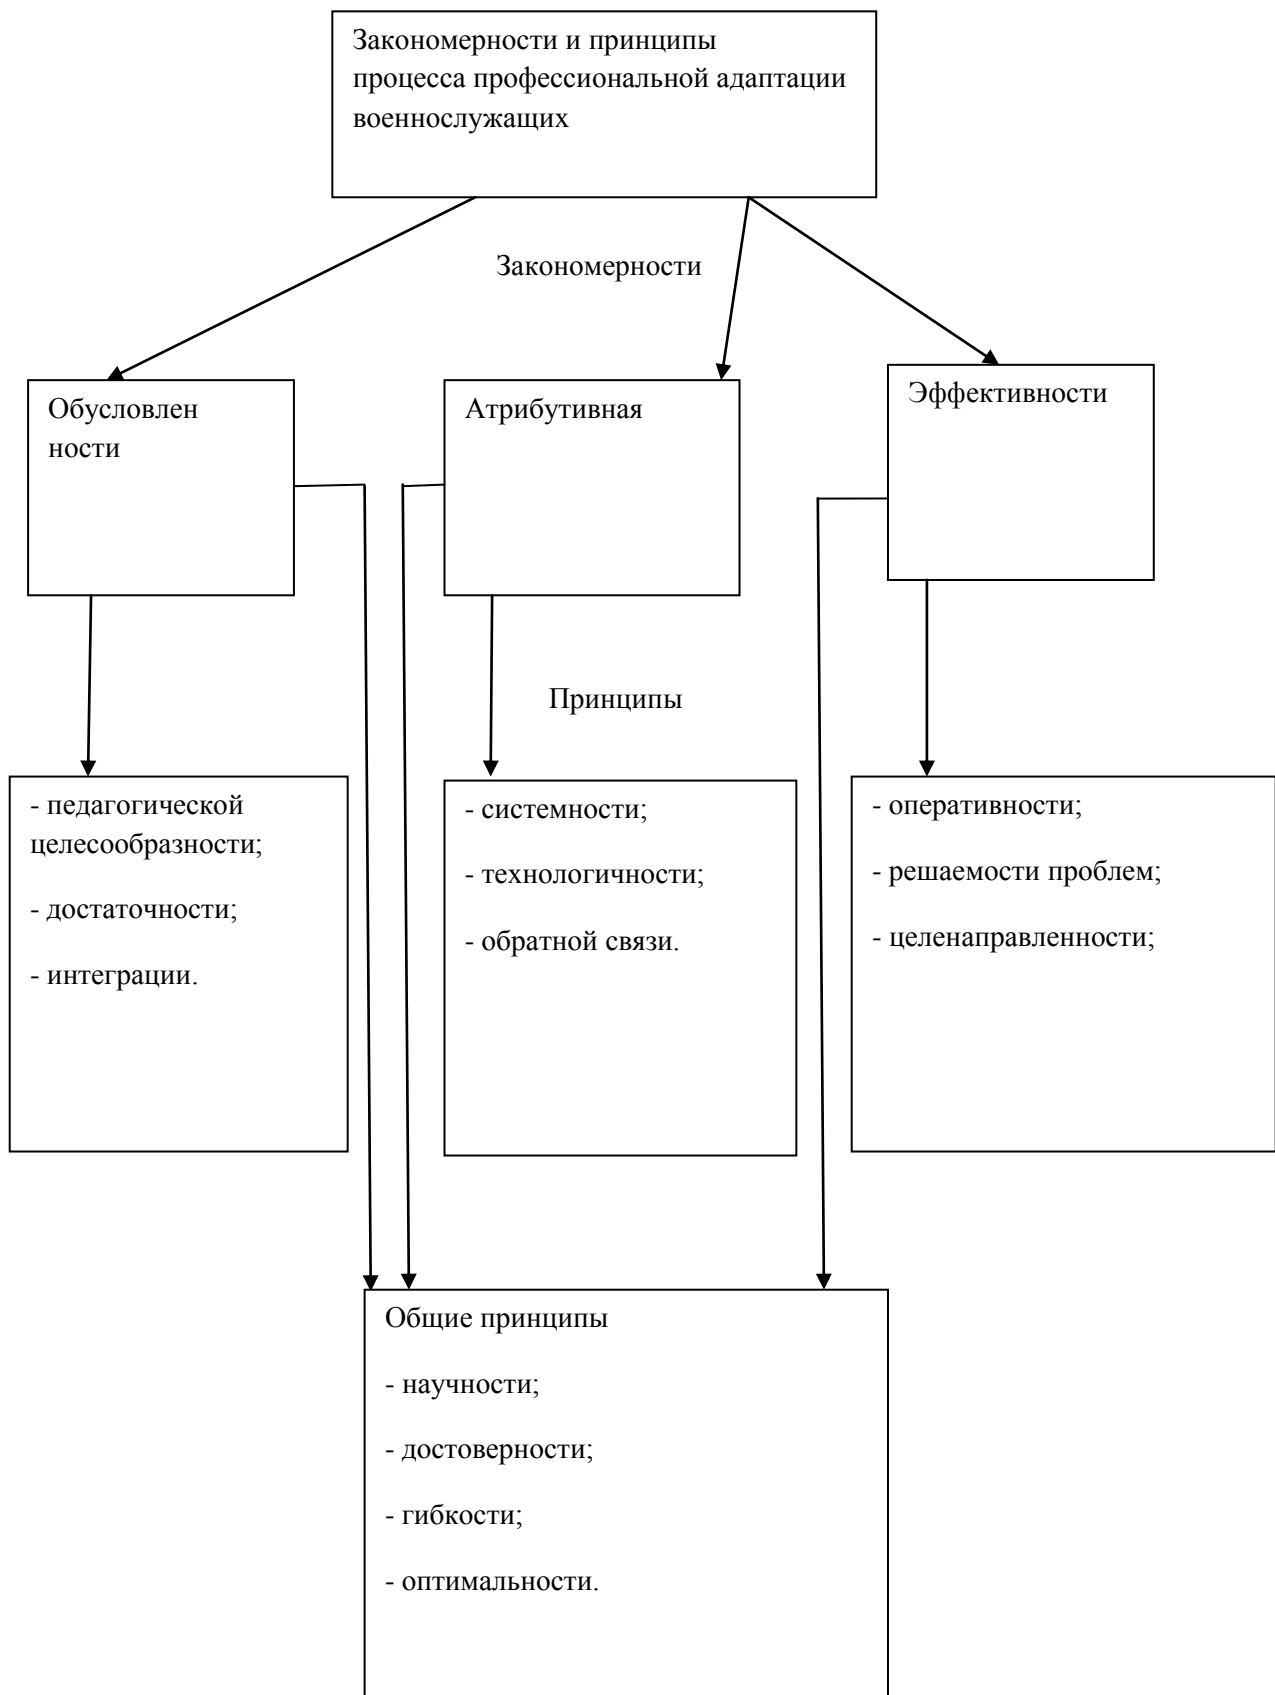 Закономерности и принципы
процесса профессиональной адаптации
военнослужащих
Закономерности
Обусловлен
ности
Атрибутивная
Эффективности
Принципы
- педагогической
целесообразности;
- достаточности;
- интеграции.
- системности;
- технологичности;
- обратной связи.
- оперативности;
- решаемости проблем;
- целенаправленности;
Общие принципы
- научности;
- достоверности;
- гибкости;
- оптимальности.